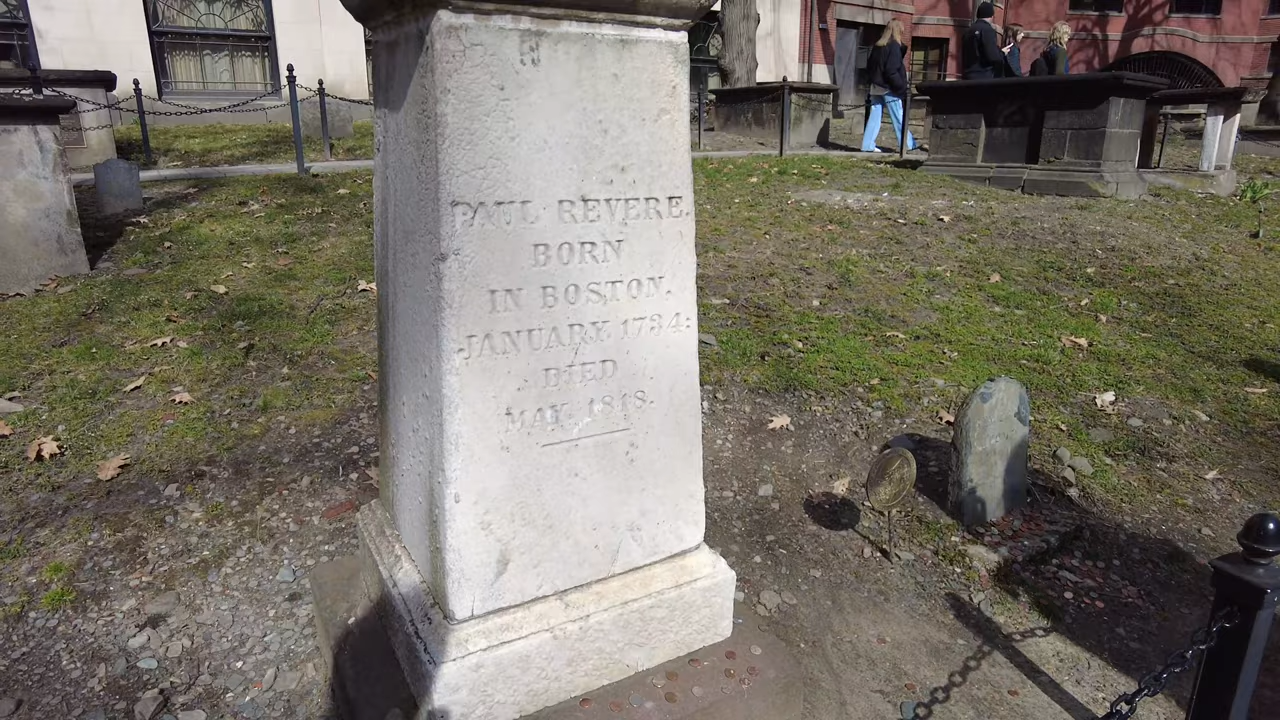 PAUL REVERE.
BORN
IN BOSTON.
JANUARY, 1734:
DIED
MAY, 1818.